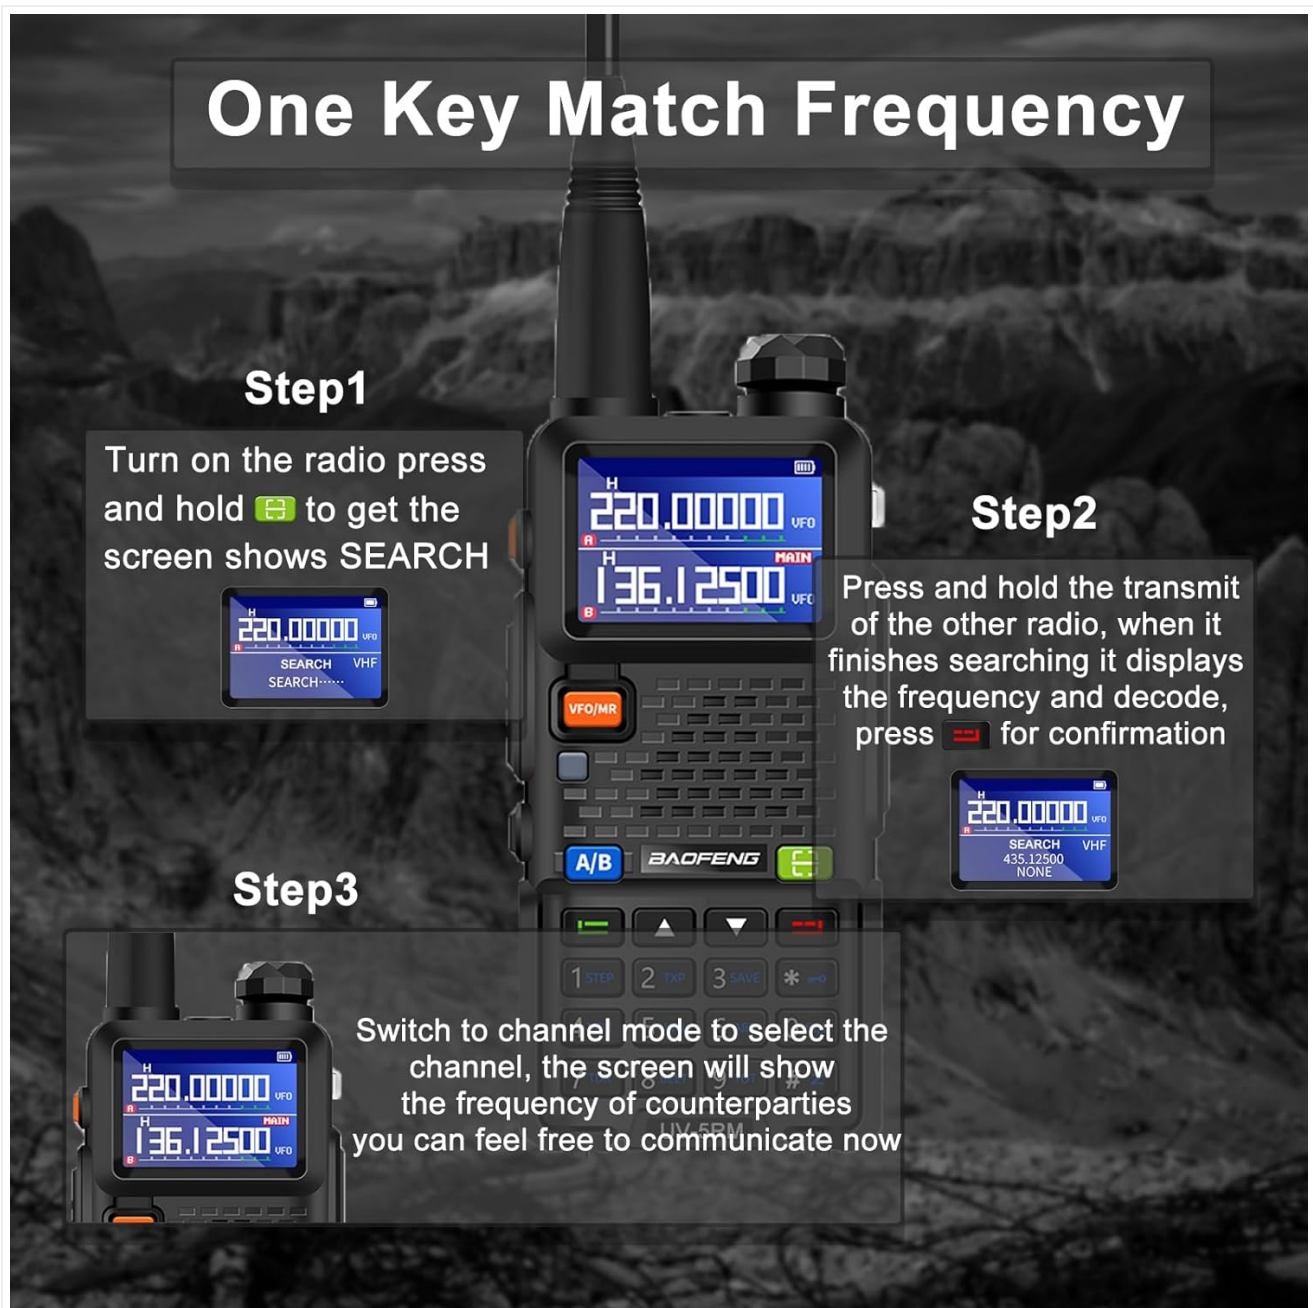 One Key Match Frequency
Step1
Turn on the radio press
and hold to get the
screen shows SEARCH
H
220.00000 VFO
A
SEARCH VHF
SEARCH······
H
220.00000 VFO
A
H MAIN
136.12500 VFO
B
VFO/MR
A/B BAOFENG
1 STEP 2 TXP 3 SAVE *
UV-5RM
Step2
Press and hold the transmit
of the other radio, when it
finishes searching it displays
the frequency and decode,
press for confirmation
H
220.00000 VFO
A
SEARCH VHF
435.12500
NONE
Step3
H
220.00000 VFO
A
H MAIN
136.12500 VFO
B
Switch to channel mode to select the
channel, the screen will show
the frequency of counterparties
you can feel free to communicate now